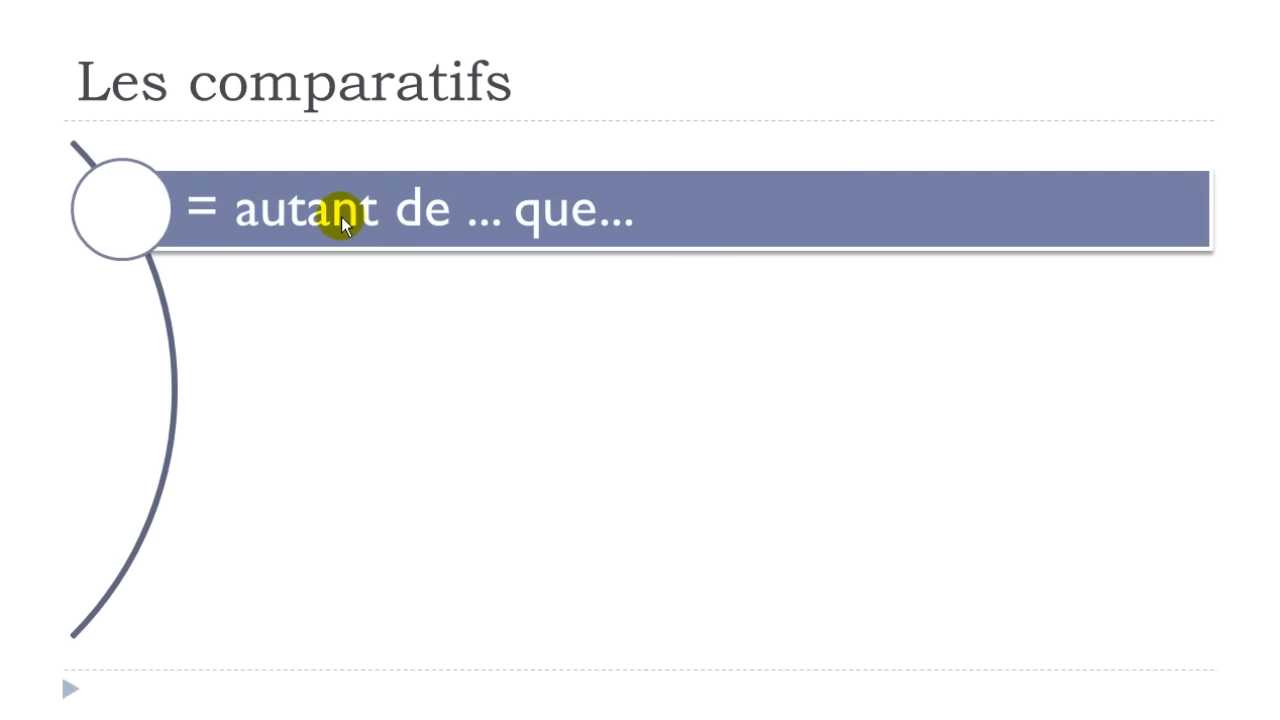 Les comparatifs
= autant de ... que...